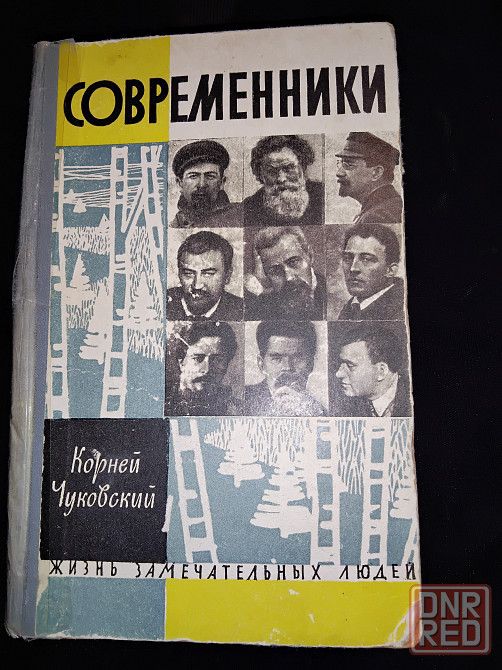 СОВРЕМЕННИКИ
Корней
Чуковский
ЖИЗНЬ ЗАМЕЧАТЕЛЬНЫХ ЛЮДЕЙ
DNR
RED